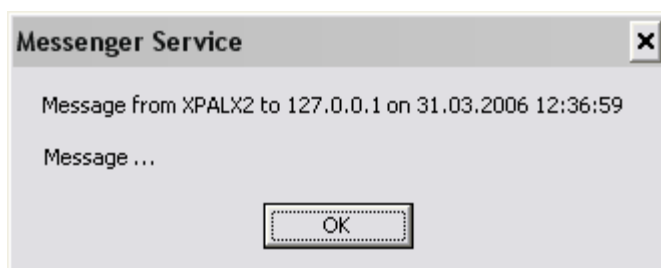 Messenger Service
Message from XPALX2 to 127.0.0.1 on 31.03.2006 12:36:59
Message ...
OK